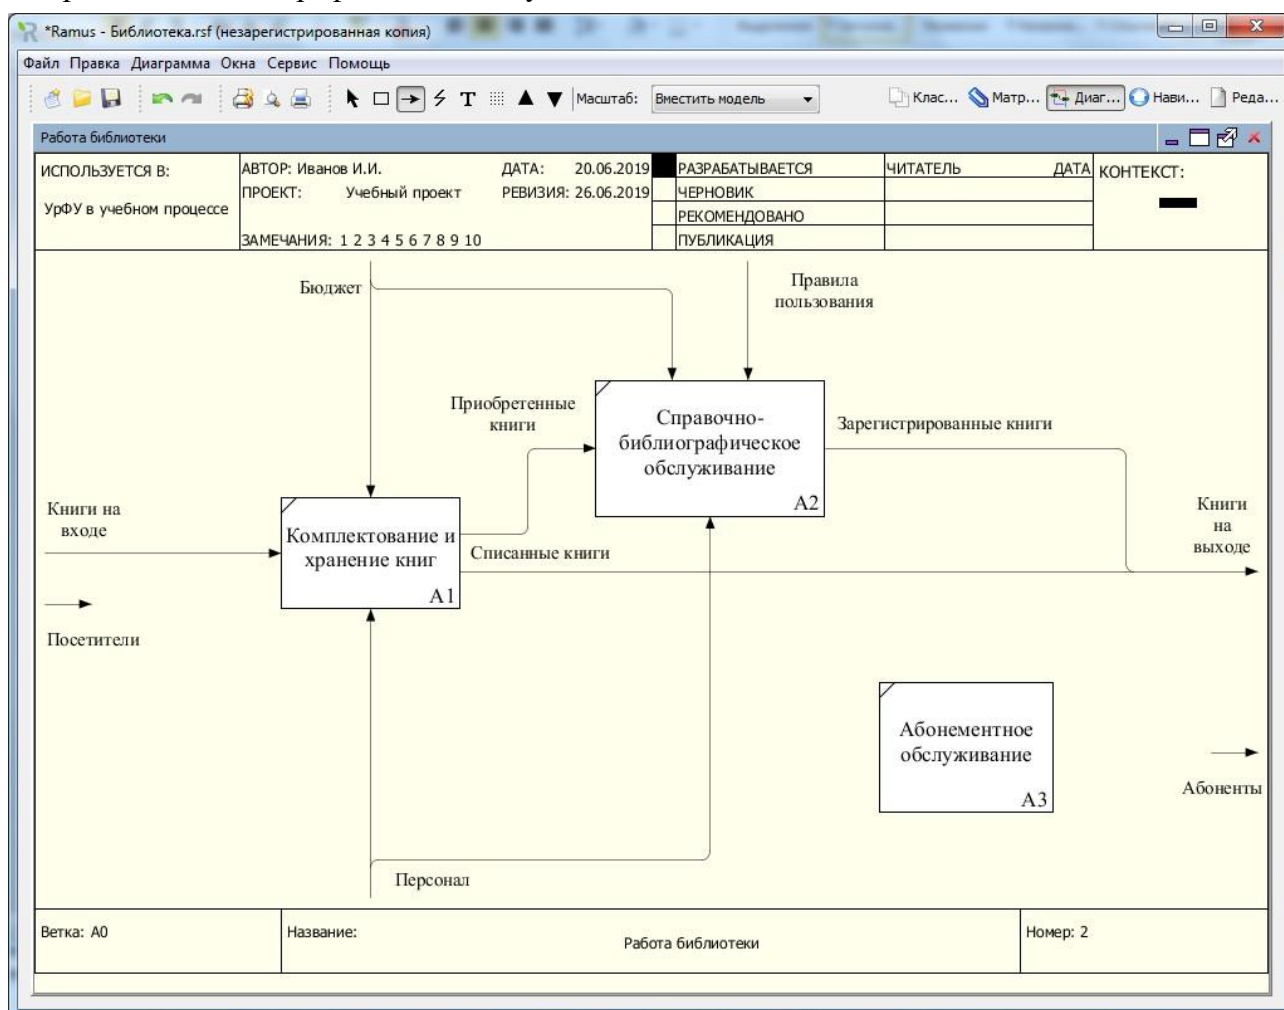 *Ramus - Библиотека.rsf (незарегистрированная копия)
Файл Правка Диаграмма Окна Сервис Помощь
T Масштаб: Вместить модель Клас... Матр... Диаг... Нави... Реда...
Работа библиотеки
ИСПОЛЬЗУЕТСЯ В:
УрФУ в учебном процессе
АВТОР: Иванов И.И. ДАТА: 20.06.2019
ПРОЕКТ: Учебный проект РЕВИЗИЯ: 26.06.2019
ЗАМЕЧАНИЯ: 1 2 3 4 5 6 7 8 9 10
РАЗРАБАТЫВАЕТСЯ
ЧЕРНОВИК
РЕКОМЕНДОВАНО
ПУБЛИКАЦИЯ
ЧИТАТЕЛЬ ДАТА
КОНТЕКСТ:
Бюджет
Правила
пользования
Приобретенные
книги
Справочно-
библиографическое
обслуживание
A2
Зарегистрированные книги
Книги на
входе
Комплектование и
хранение книг
A1
Списанные книги
Книги
на
выходе
Посетители
Абонементное
обслуживание
A3
Абоненты
Персонал
Ветка: A0
Название:
Работа библиотеки
Номер: 2